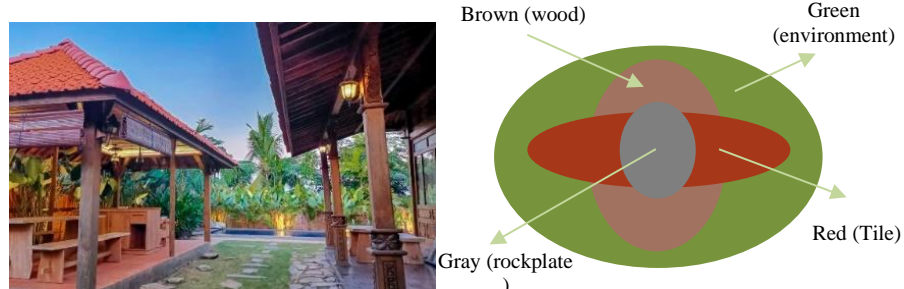 Brown (wood)
Green
(environment)
Red (Tile)
Gray (rockplate
)